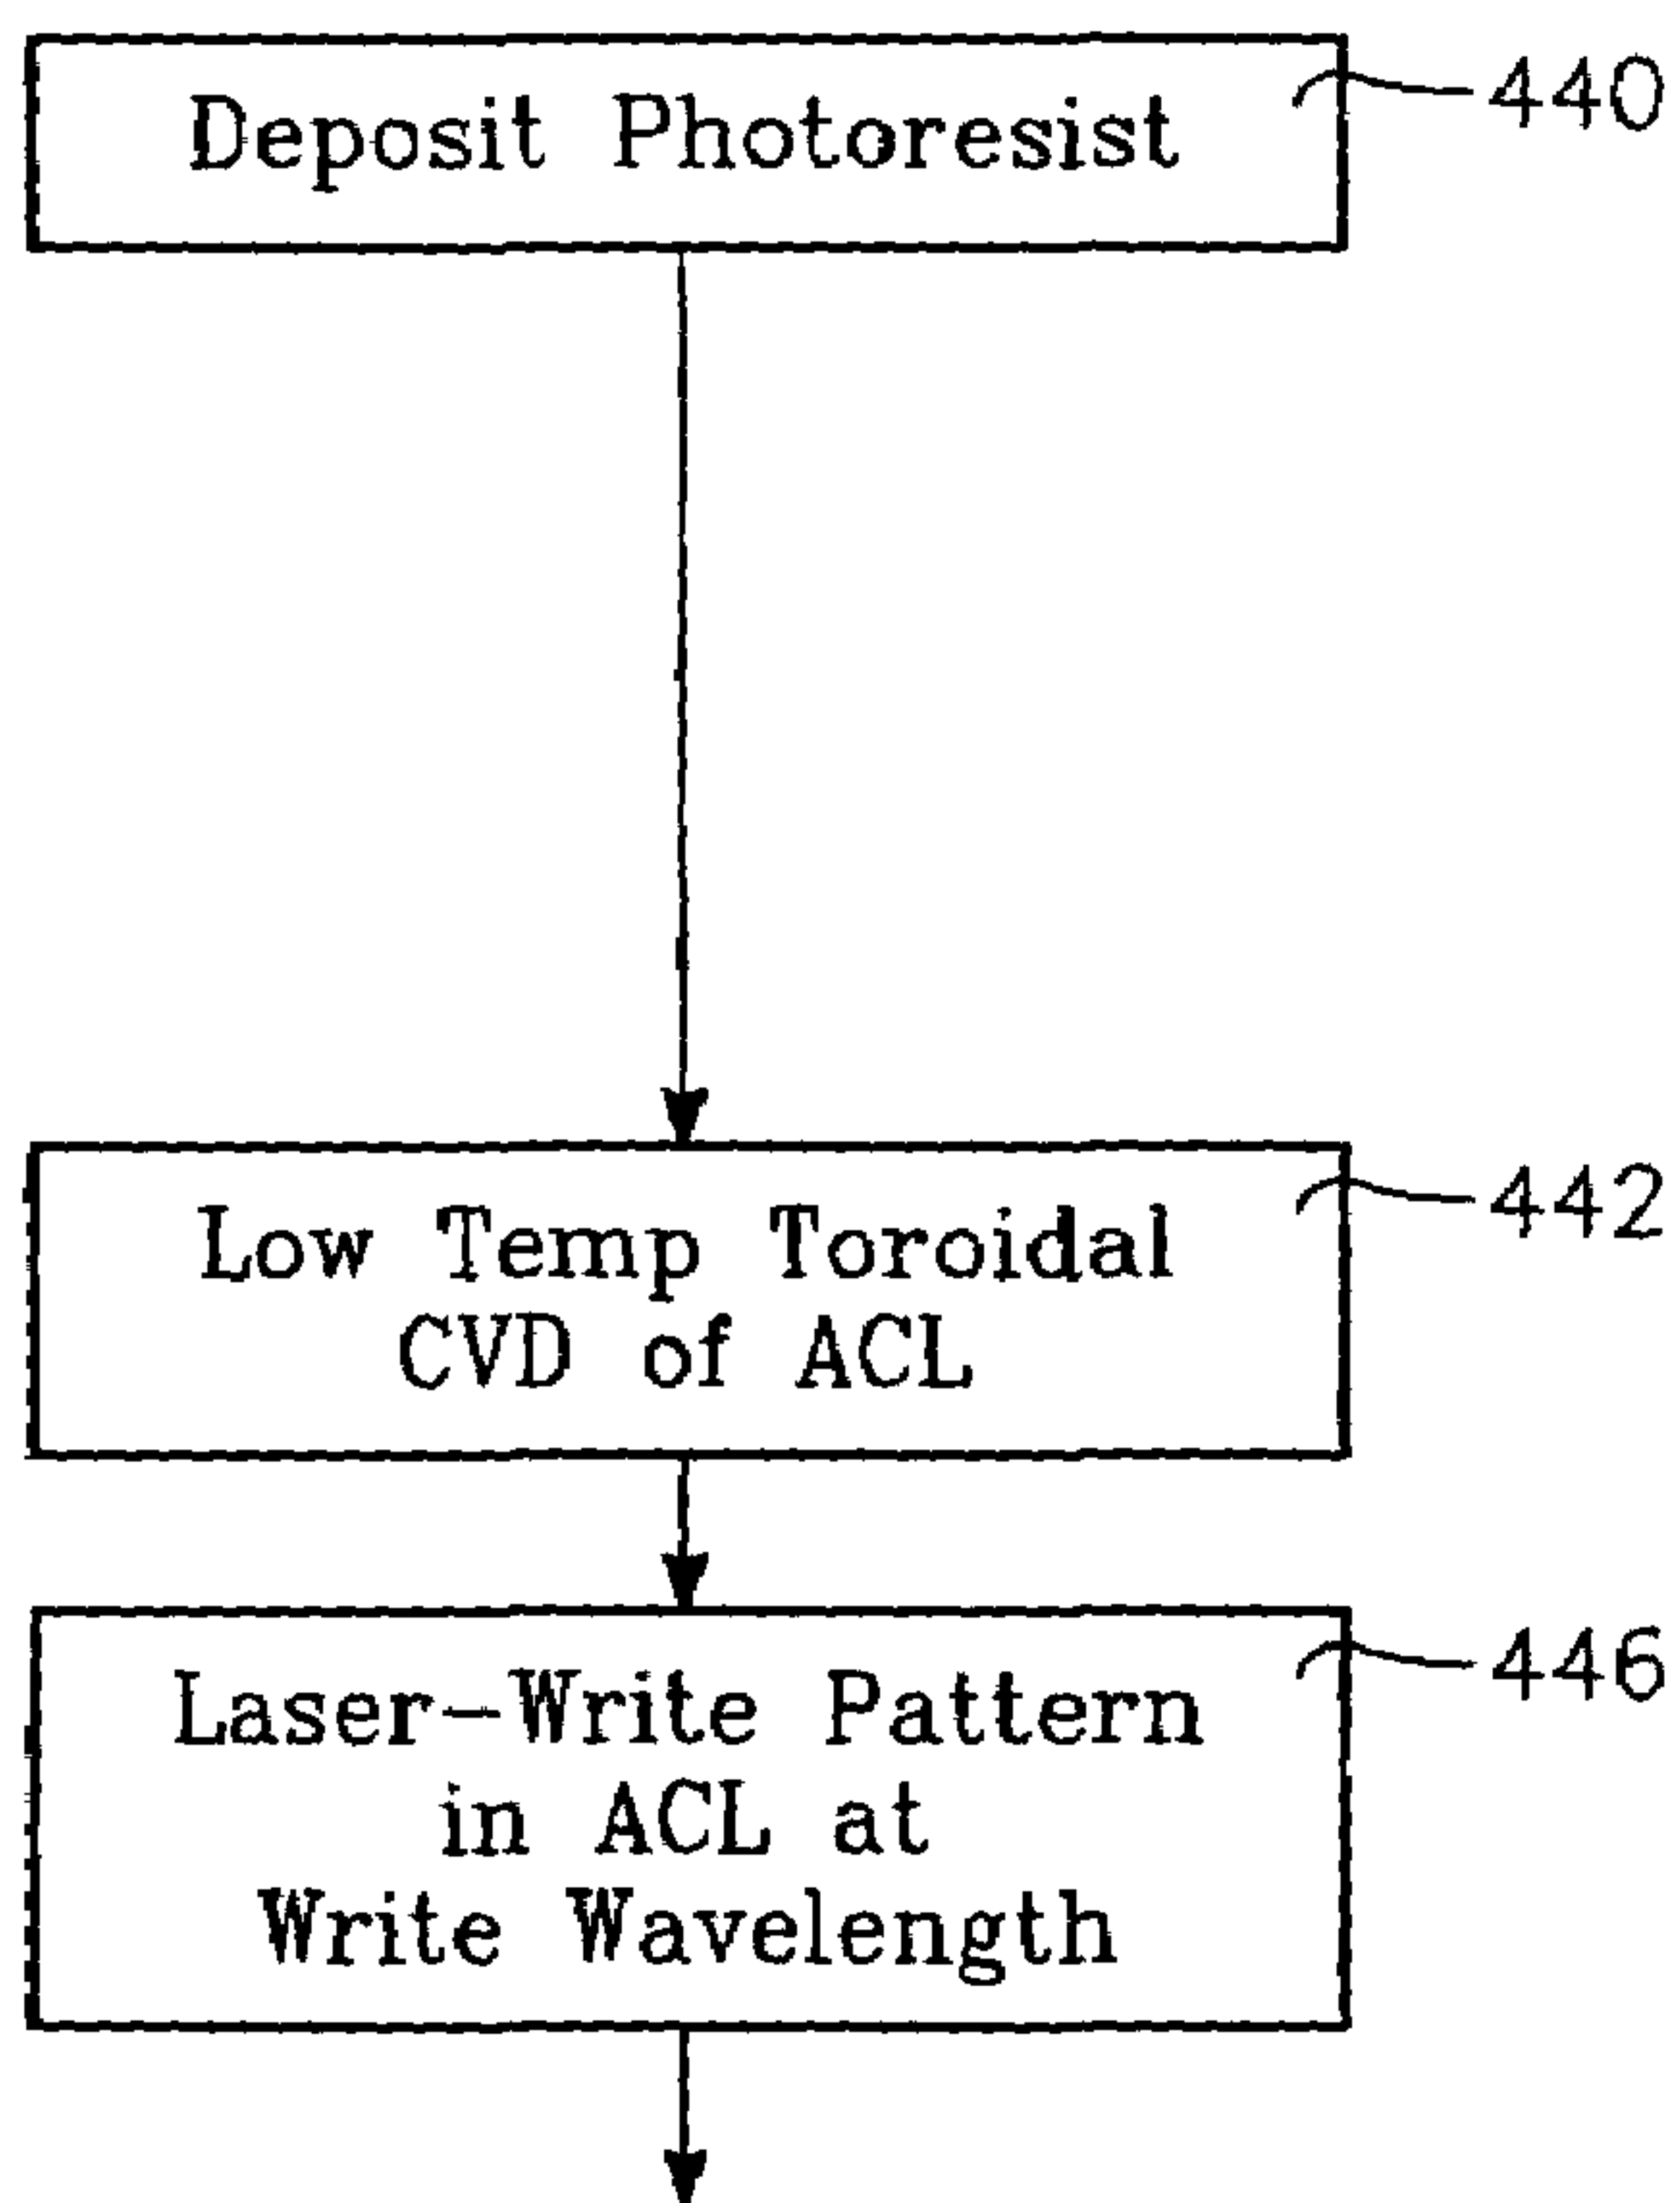 Deposit Photoresist
440
Low Temp Toroidal
CVD of ACL
442
Laser-Write Pattern
in ACL at
Write Wavelength
446